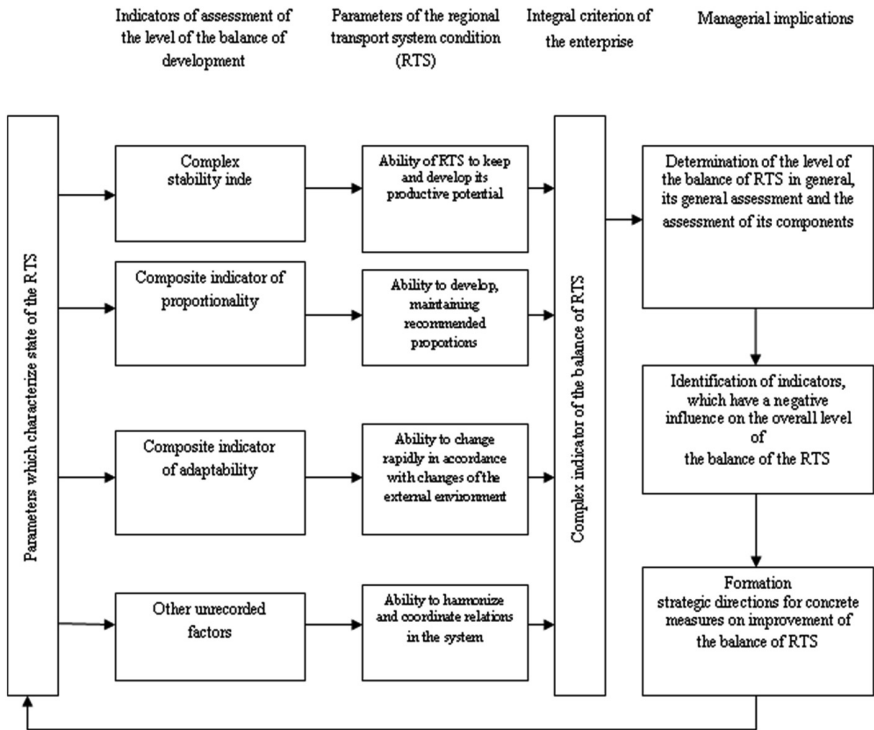 Indicators of assessment of
the level of the balance of
development
Parameters of the regional
transport system condition
(RTS)
Integral criterion of
the enterprise
Managerial implications
Parameters which characterize state of the RTS
Complex
stability inde
Ability of RTS to keep
and develop its
productive potential
Composite indicator of
proportionality
Ability to develop,
maintaining
recommended
proportions
Composite indicator
of adaptability
Ability to change
rapidly in accordance
with changes of the
external environment
Other unrecorded
factors
Ability to harmonize
and coordinate relations
in the system
Complex indicator of the balance of RTS
Determination of the level of
the balance of RTS in general,
its general assessment and the
assessment of its components
Identification of indicators,
which have a negative
influence on the overall level
of
the balance of the RTS
Formation
strategic directions for concrete
measures on improvement of
the balance of RTS